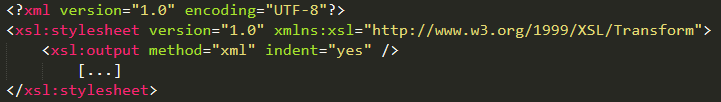 <?xml version="1.0" encoding="UTF-8"?>
<xsl:stylesheet version="1.0" xmlns:xsl="http://www.w3.org/1999/XSL/Transform">
<xsl:output method="xml" indent="yes" />
[...]
</xsl:stylesheet>